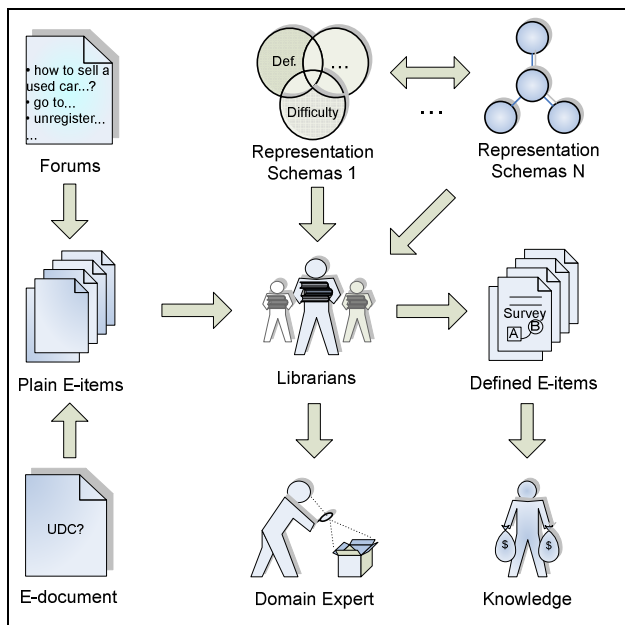 • how to sell a
used car...?
• go to...
• unregister...
...
Forums
Def.
...
Difficulty
Representation
Schemas 1
...
Representation
Schemas N
Plain E-items
Librarians
Survey
A
B
Defined E-items
UDC?
E-document
Domain Expert
$
$
Knowledge